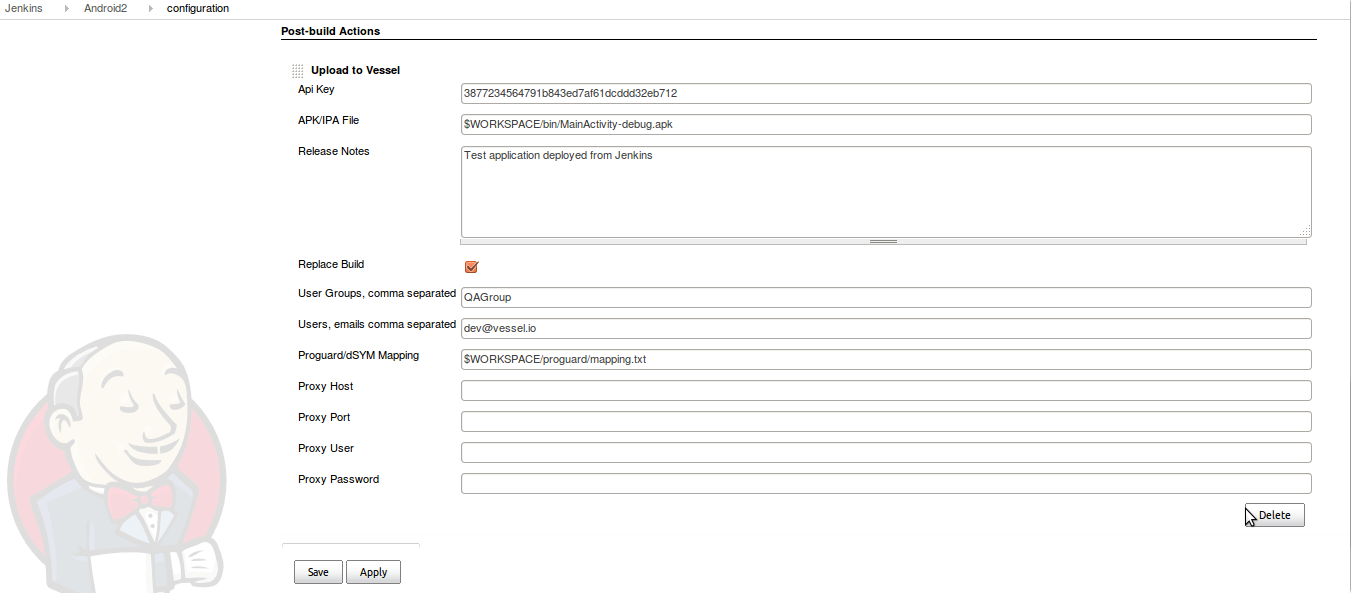 Jenkins Android2 configuration
Post-build Actions
Upload to Vessel
Api Key 3877234564791b843ed7af61dcddd32eb712
APK/IPA File $WORKSPACE/bin/MainActivity-debug.apk
Release Notes Test application deployed from Jenkins
Replace Build
User Groups, comma separated QAGroup
Users, emails comma separated dev@vessel.io
Proguard/dSYM Mapping $WORKSPACE/proguard/mapping.txt
Proxy Host
Proxy Port
Proxy User
Proxy Password
Delete
Save Apply